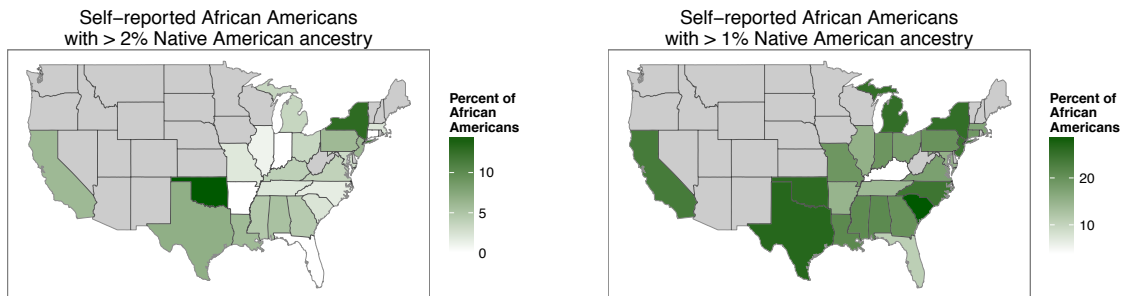 Self−reported African Americans
with > 2% Native American ancestry
Percent of
African
Americans
10
5
0
Self−reported African Americans
with > 1% Native American ancestry
Percent of
African
Americans
20
10